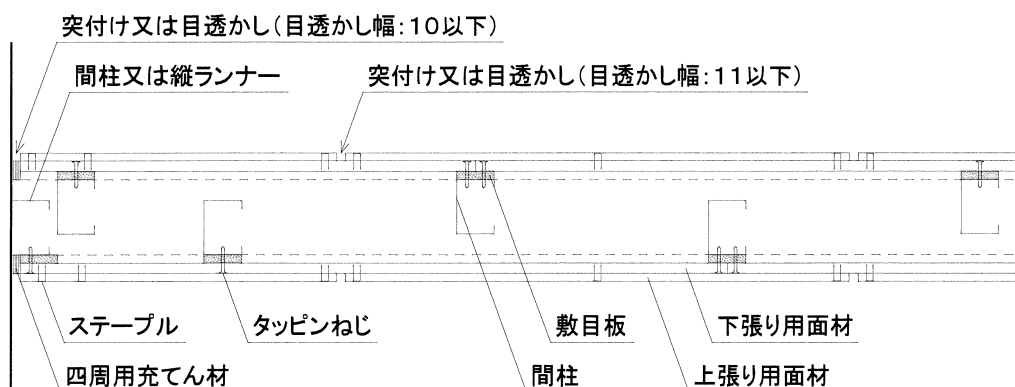 突付け又は目透かし(目透かし幅:10以下)
間柱又は縦ランナー
突付け又は目透かし(目透かし幅:11以下)
ステープル
タッピンねじ
敷目板
下張り用面材
四周用充てん材
間柱
上張り用面材